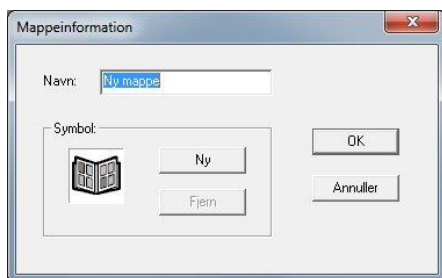 Mappeinformation
Navn: Ny mappe
Symbol:
Ny
OK
Fjern
Annuller